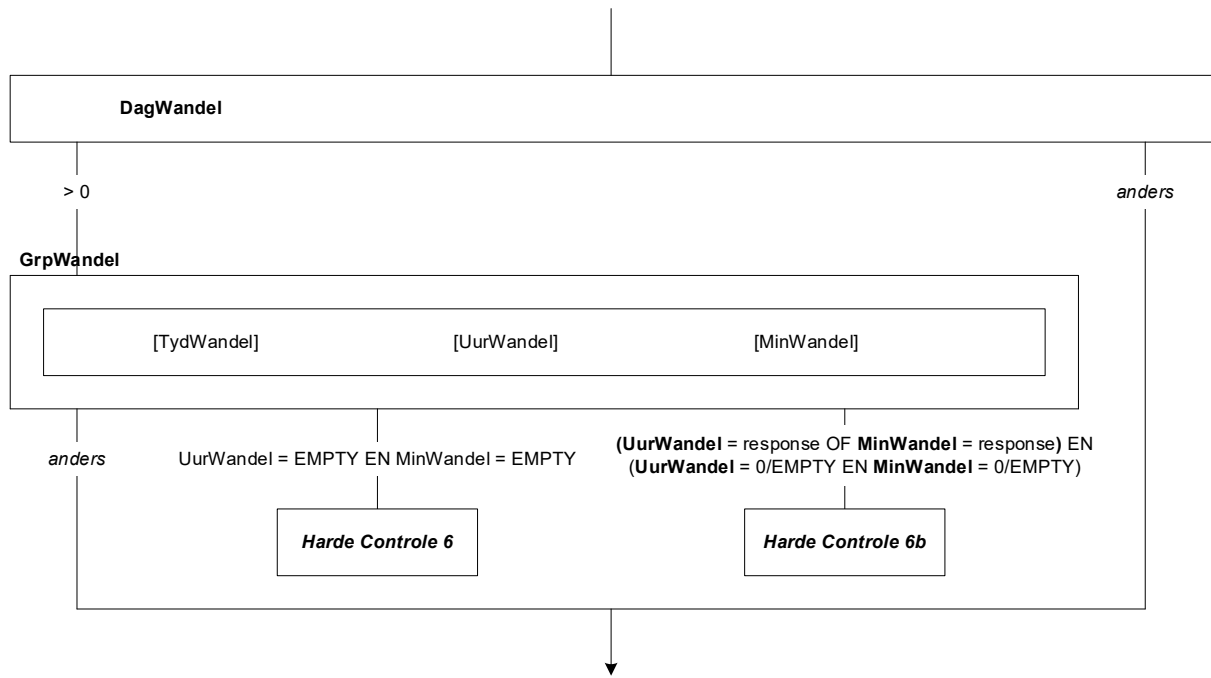 DagWandel
> 0
anders
GrpWandel
[TydWandel]
[UurWandel]
[MinWandel]
anders
UurWandel = EMPTY EN MinWandel = EMPTY
(UurWandel = response OF MinWandel = response) EN
(UurWandel = 0/EMPTY EN MinWandel = 0/EMPTY)
Harde Controle 6
Harde Controle 6b